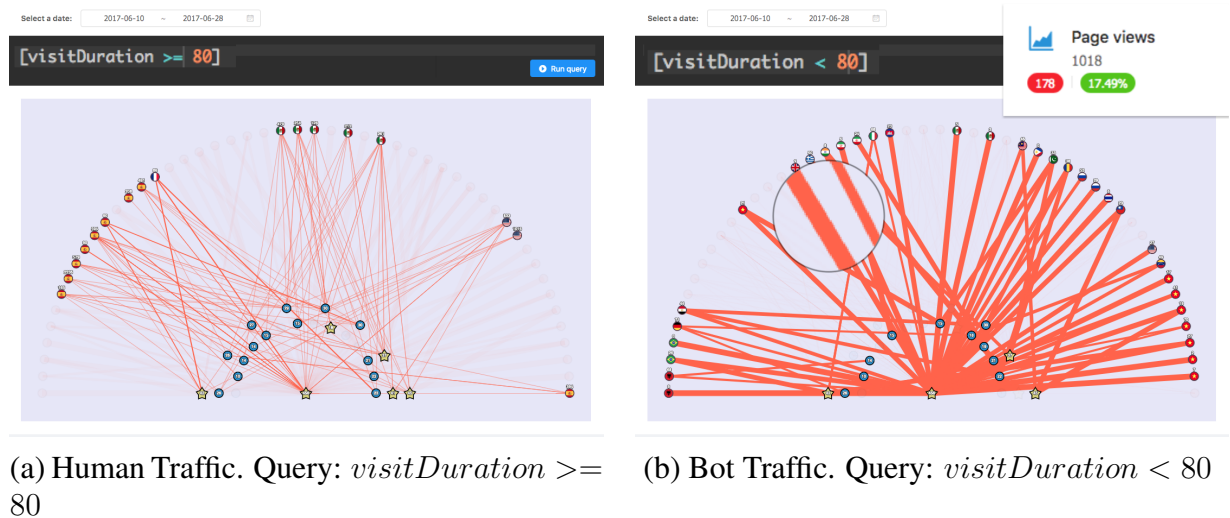 Select a date: 2017-06-10 ~ 2017-06-28
[visitDuration >= 80]
Run query
(a) Human Traffic. Query: visitDuration >=
80
Select a date: 2017-06-10 ~ 2017-06-28
[visitDuration < 80]
Page views
1018
178 17.49%
(b) Bot Traffic. Query: visitDuration < 80